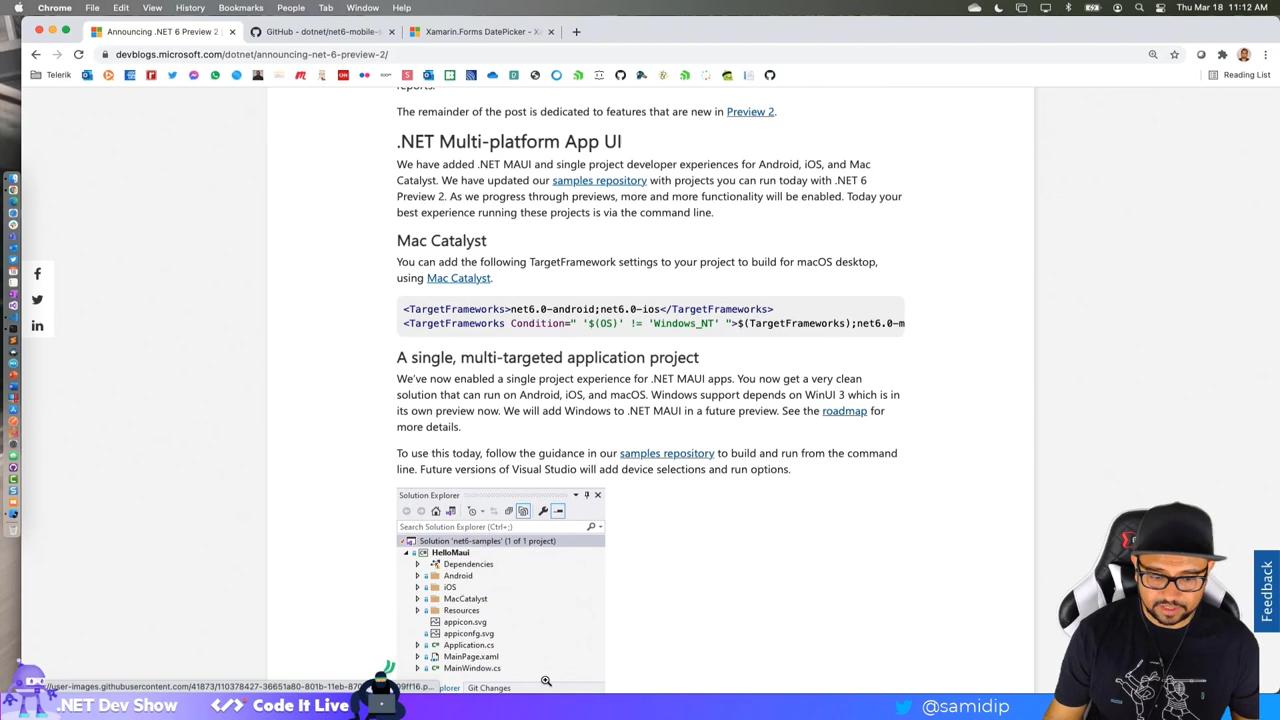 Chrome File Edit View History Bookmarks People Tab Window Help
Thu Mar 18 11:12 AM
Announcing .NET 6 Preview 2
GitHub - dotnet/net6-mobile-s
Xamarin.Forms DatePicker - Xa
devblogs.microsoft.com/dotnet/announcing-net-6-preview-2/
Telerik
Reading List
reports.
The remainder of the post is dedicated to features that are new in Preview 2.
.NET Multi-platform App UI
We have added .NET MAUI and single project developer experiences for Android, iOS, and Mac
Catalyst. We have updated our samples repository with projects you can run today with .NET 6
Preview 2. As we progress through previews, more and more functionality will be enabled. Today your
best experience running these projects is via the command line.
Mac Catalyst
You can add the following TargetFramework settings to your project to build for macOS desktop,
using Mac Catalyst.
<TargetFrameworks>net6.0-android;net6.0-ios</TargetFrameworks>
<TargetFrameworks Condition=" '$(OS)' != 'Windows_NT' ">$(TargetFrameworks);net6.0-m
A single, multi-targeted application project
We've now enabled a single project experience for .NET MAUI apps. You now get a very clean
solution that can run on Android, iOS, and macOS. Windows support depends on WinUI 3 which is in
its own preview now. We will add Windows to .NET MAUI in a future preview. See the roadmap for
more details.
To use this today, follow the guidance in our samples repository to build and run from the command
line. Future versions of Visual Studio will add device selections and run options.
Solution Explorer
Search Solution Explorer (Ctrl+;)
Solution 'net6-samples' (1 of 1 project)
HelloMaui
Dependencies
Android
iOS
MacCatalyst
Resources
appicon.svg
appiconfg.svg
Application.cs
MainPage.xaml
MainWindow.cs
Git Changes
Feedback
.NET Dev Show
</> Code It Live
@samidip